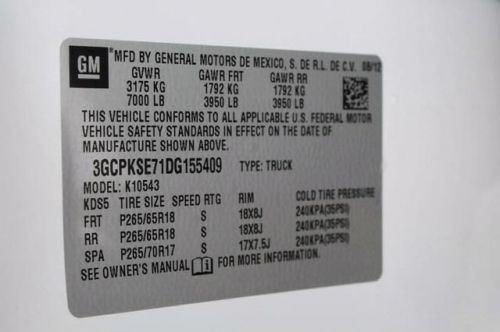 GM
MFD BY GENERAL MOTORS DE MEXICO, S. DE R.L. DE C.V. 09/12
GVWR GAWR FRT GAWR RR
3175 KG 1792 KG 1792 KG
7000 LB 3950 LB 3950 LB
THIS VEHICLE CONFORMS TO ALL APPLICABLE U.S. FEDERAL MOTOR
VEHICLE SAFETY STANDARDS IN EFFECT ON THE DATE OF
MANUFACTURE SHOWN ABOVE.
3GCPKSE71DG155409 TYPE: TRUCK
MODEL: K10543
KDS5 TIRE SIZE SPEED RTG RIM COLD TIRE PRESSURE
FRT P265/65R18 S 18X8J 240KPA(35PSI)
RR P265/65R18 S 18X8J 240KPA(35PSI)
SPA P265/70R17 S 17X7.5J 240KPA(35PSI)
SEE OWNER'S MANUAL FOR MORE INFORMATION.